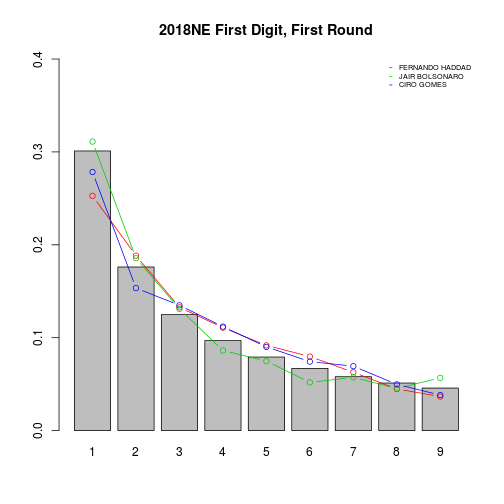 2018NE First Digit, First Round
FERNANDO HADDAD
JAIR BOLSONARO
CIRO GOMES
0.4
0.3
0.2
0.1
0.0
1 2 3 4 5 6 7 8 9